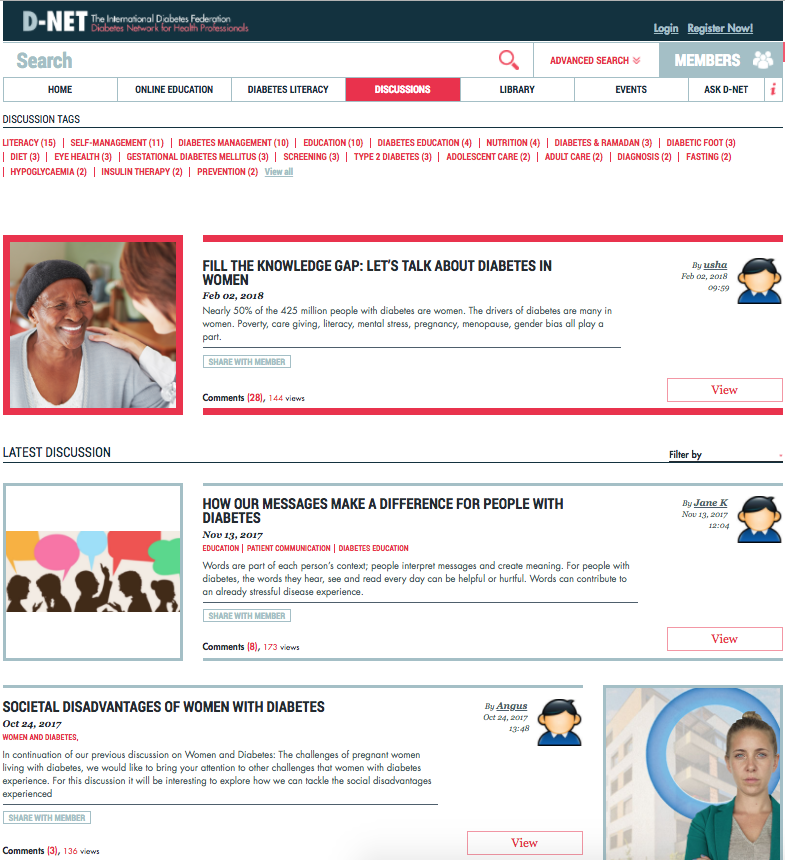 D-NET The International Diabetes Federation
Diabetes Network for Health Professionals
Login Register Now!
Search
ADVANCED SEARCH
MEMBERS
HOME ONLINE EDUCATION DIABETES LITERACY DISCUSSIONS LIBRARY EVENTS ASK D-NET i
DISCUSSION TAGS
LITERACY (15) | SELF-MANAGEMENT (11) | DIABETES MANAGEMENT (10) | EDUCATION (10) | DIABETES EDUCATION (4) | NUTRITION (4) | DIABETES & RAMADAN (3) | DIABETIC FOOT (3)
| DIET (3) | EYE HEALTH (3) | GESTATIONAL DIABETES MELLITUS (3) | SCREENING (3) | TYPE 2 DIABETES (3) | ADOLESCENT CARE (2) | ADULT CARE (2) | DIAGNOSIS (2) | FASTING (2)
| HYPOGLYCAEMIA (2) | INSULIN THERAPY (2) | PREVENTION (2) View all
FILL THE KNOWLEDGE GAP: LET'S TALK ABOUT DIABETES IN
WOMEN
Feb 02, 2018
Nearly 50% of the 425 million people with diabetes are women. The drivers of diabetes are many in
women. Poverty, care giving, literacy, mental stress, pregnancy, menopause, gender bias all play a
part.
SHARE WITH MEMBER
Comments (28), 144 views
By usha
Feb 02, 2018
09:59
View
LATEST DISCUSSION
Filter by -
HOW OUR MESSAGES MAKE A DIFFERENCE FOR PEOPLE WITH
DIABETES
Nov 13, 2017
EDUCATION | PATIENT COMMUNICATION | DIABETES EDUCATION
Words are part of each person's context; people interpret messages and create meaning. For people with
diabetes, the words they hear, see and read every day can be helpful or hurtful. Words can contribute to
an already stressful disease experience.
SHARE WITH MEMBER
Comments (8), 173 views
By Jane K
Nov 13, 2017
12:04
View
SOCIETAL DISADVANTAGES OF WOMEN WITH DIABETES
Oct 24, 2017
WOMEN AND DIABETES,
In continuation of our previous discussion on Women and Diabetes: The challenges of pregnant women
living with diabetes, we would like to bring your attention to other challenges that women with diabetes
experience. For this discussion it will be interesting to explore how we can tackle the social disadvantages
experienced
SHARE WITH MEMBER
Comments (3), 136 views
By Angus
Oct 24, 2017
13:48
View